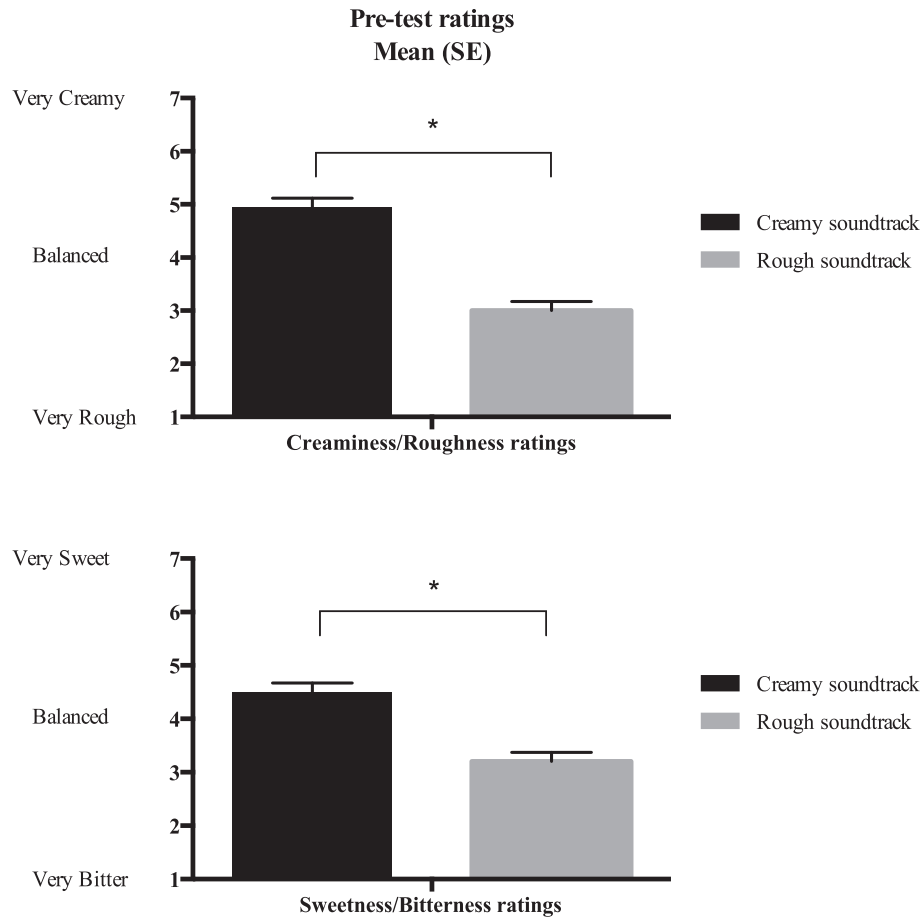 Pre-test ratings
Mean (SE)
Very Creamy
7
*
6
5
Creamy soundtrack
Balanced
4
Rough soundtrack
3
2
Very Rough
1
Creaminess/Roughness ratings
Very Sweet
7
*
6
5
Creamy soundtrack
Balanced
4
Rough soundtrack
3
2
Very Bitter
1
Sweetness/Bitterness ratings